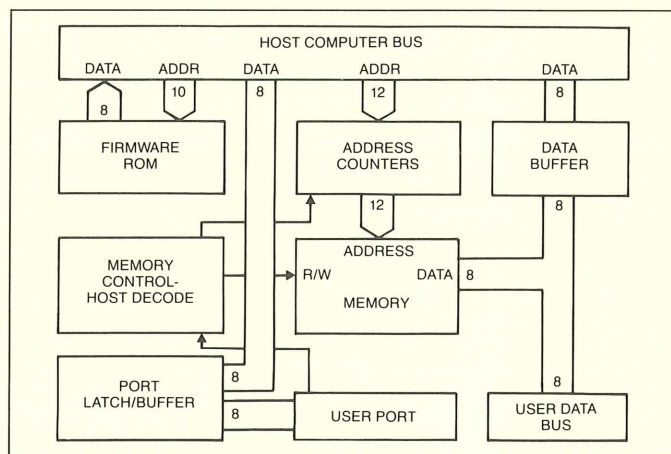 HOST COMPUTER BUS
DATA ADDR DATA ADDR DATA
8 10 8 12 8
FIRMWARE
ROM
ADDRESS
COUNTERS
DATA
BUFFER
12 8
MEMORY
CONTROL-
HOST DECODE
ADDRESS
R/W DATA 8
MEMORY
PORT
LATCH/BUFFER
8
8
USER PORT
8
USER DATA
BUS